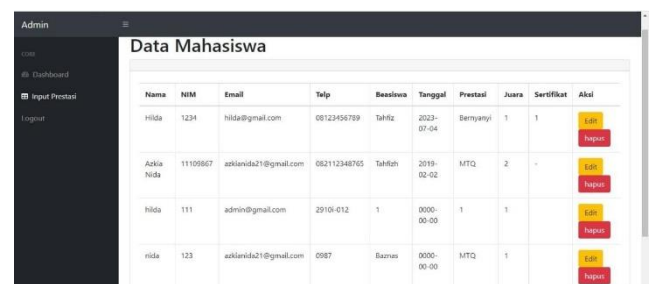 Admin
Data Mahasiswa
CORE
Dashboard
Input Prestasi
Logout
Nama NIM Email Telp Beasiswa Tanggal Prestasi Juara Sertifikat Aksi
Hilda 1234 hilda@gmail.com 08123456789 Tahfiz 2023-07-04 Bernyanyi 1 1 Edit
hapus
Azkia Nida 11109867 azkianida21@gmail.com 082112348765 Tahfizh 2019-02-02 MTQ 2 - Edit
hapus
hilda 111 admin@gmail.com 2910i-012 1 0000-00-00 1 1 Edit
hapus
nida 123 azkianida21@gmail.com 0987 Baznas 0000-00-00 MTQ 1 Edit
hapus